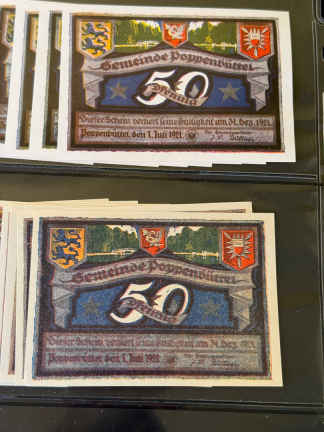 Gemeinde Poppenbüttel
50
Pfennig
Dieser Schein verliert seine Gültigkeit am 31. Dez. 1921.
Poppenbüttel, den 1. Juli 1921.
Gemeinde Poppenbüttel
50
Pfennig
Dieser Schein verliert seine Gültigkeit am 31. Dez. 1921.
Poppenbüttel, den 1. Juli 1921.